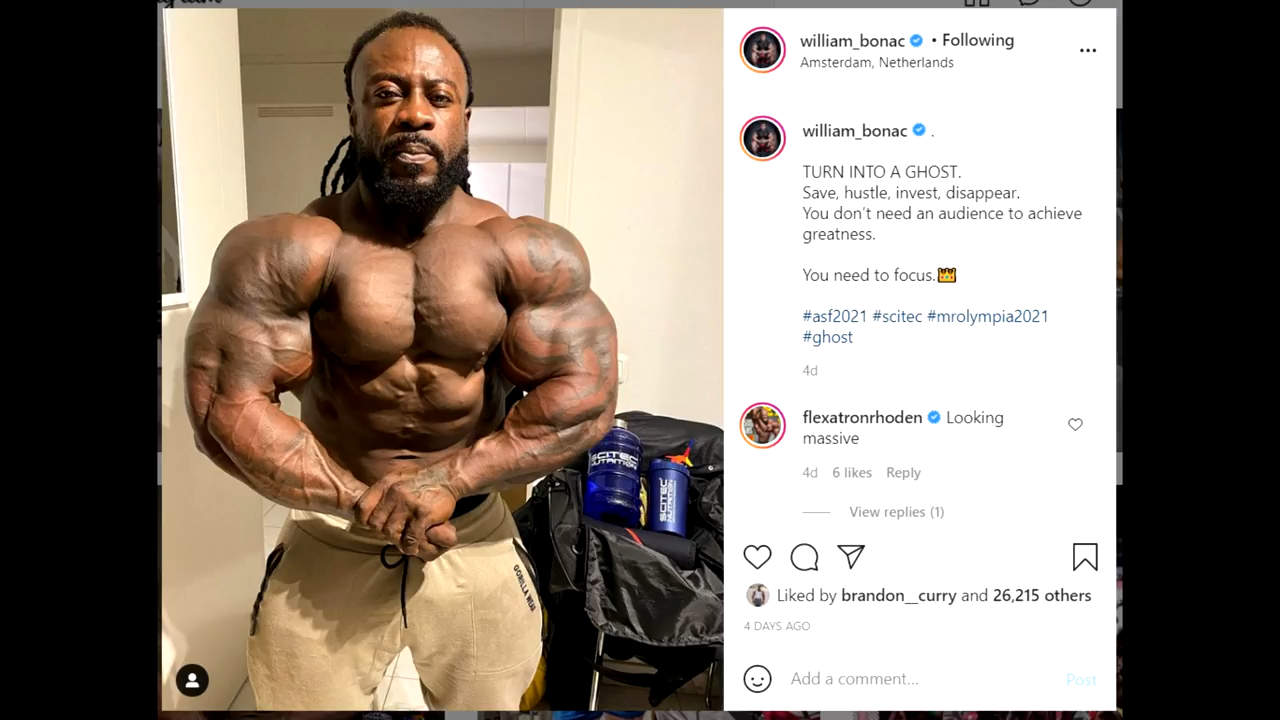 william_bonac • Following
Amsterdam, Netherlands
william_bonac .
TURN INTO A GHOST.
Save, hustle, invest, disappear.
You don't need an audience to achieve
greatness.
You need to focus.
#asf2021 #scitec #mrolympia2021
#ghost
4d
flexatronrhoden Looking
massive
4d 6 likes Reply
View replies (1)
Liked by brandon__curry and 26,215 others
4 DAYS AGO
Add a comment...
Post
SCITEC
NUTRITION
SCITEC
NUTRITION
GORILLA WEAR